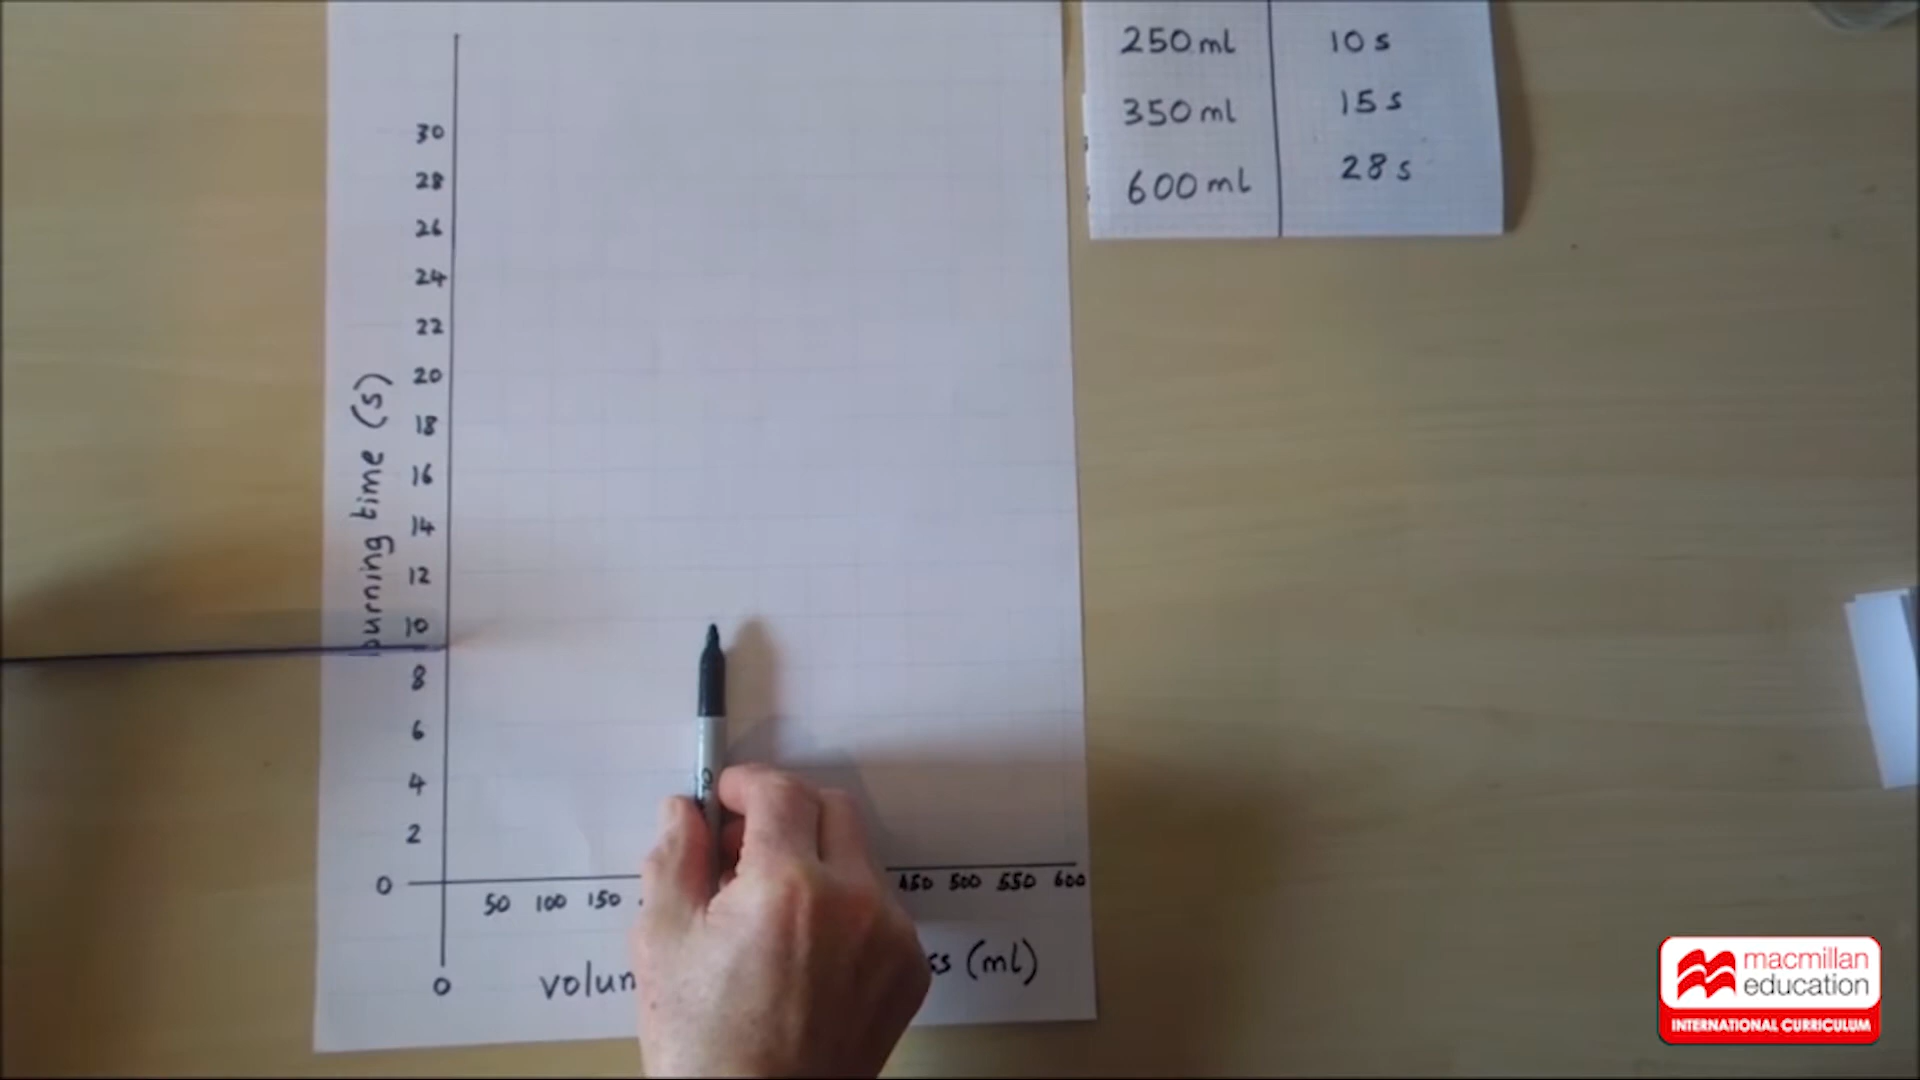 250 ml 10 s
350 ml 15 s
600 ml 28 s
30
28
26
24
22
20
18
16
14
12
10
8
6
4
2
0
burning time (s)
50 100 150 450 500 550 600
0
(ml)
macmillan
education
INTERNATIONAL CURRICULUM